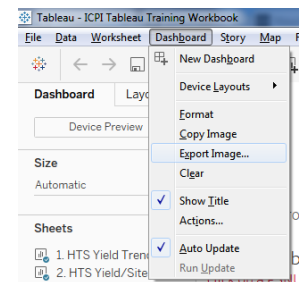 Tableau - ICPI Tableau Training Workbook
File Data Worksheet Dashboard Story Map
Dashboard
Device Preview
Size
Automatic
Sheets
1. HTS Yield Tren
2. HTS Yield/Site
New Dashboard
Device Layouts
Format
Copy Image
Export Image...
Clear
Show Title
Actions...
Auto Update
Run Update